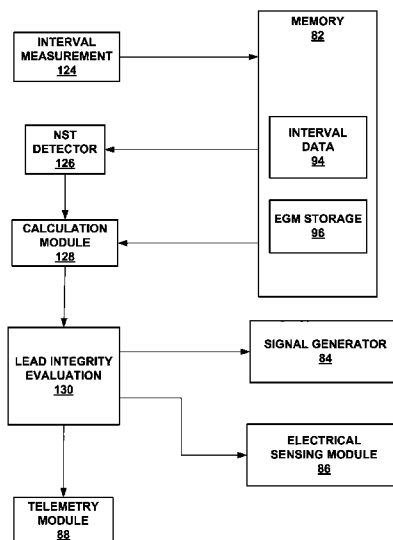 INTERVAL
MEASUREMENT
124
MEMORY
82
NST
DETECTOR
126
INTERVAL
DATA
94
CALCULATION
MODULE
128
EGM STORAGE
96
LEAD INTEGRITY
EVALUATION
130
SIGNAL GENERATOR
84
ELECTRICAL
SENSING MODULE
86
TELEMETRY
MODULE
88